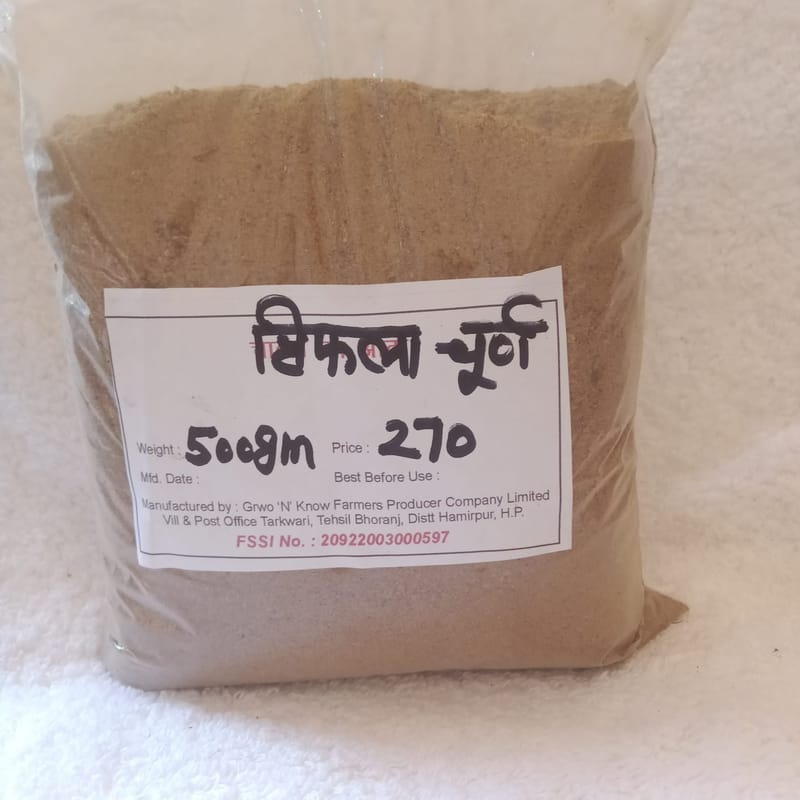 त्रिफला चूर्ण
Weight : 500gm Price : 270
Mfd. Date : Best Before Use :
Manufactured by : Grwo 'N' Know Farmers Producer Company Limited
Vill & Post Office Tarkwari, Tehsil Bhoranj, Distt Hamirpur, H.P.
FSSI No. : 20922003000597